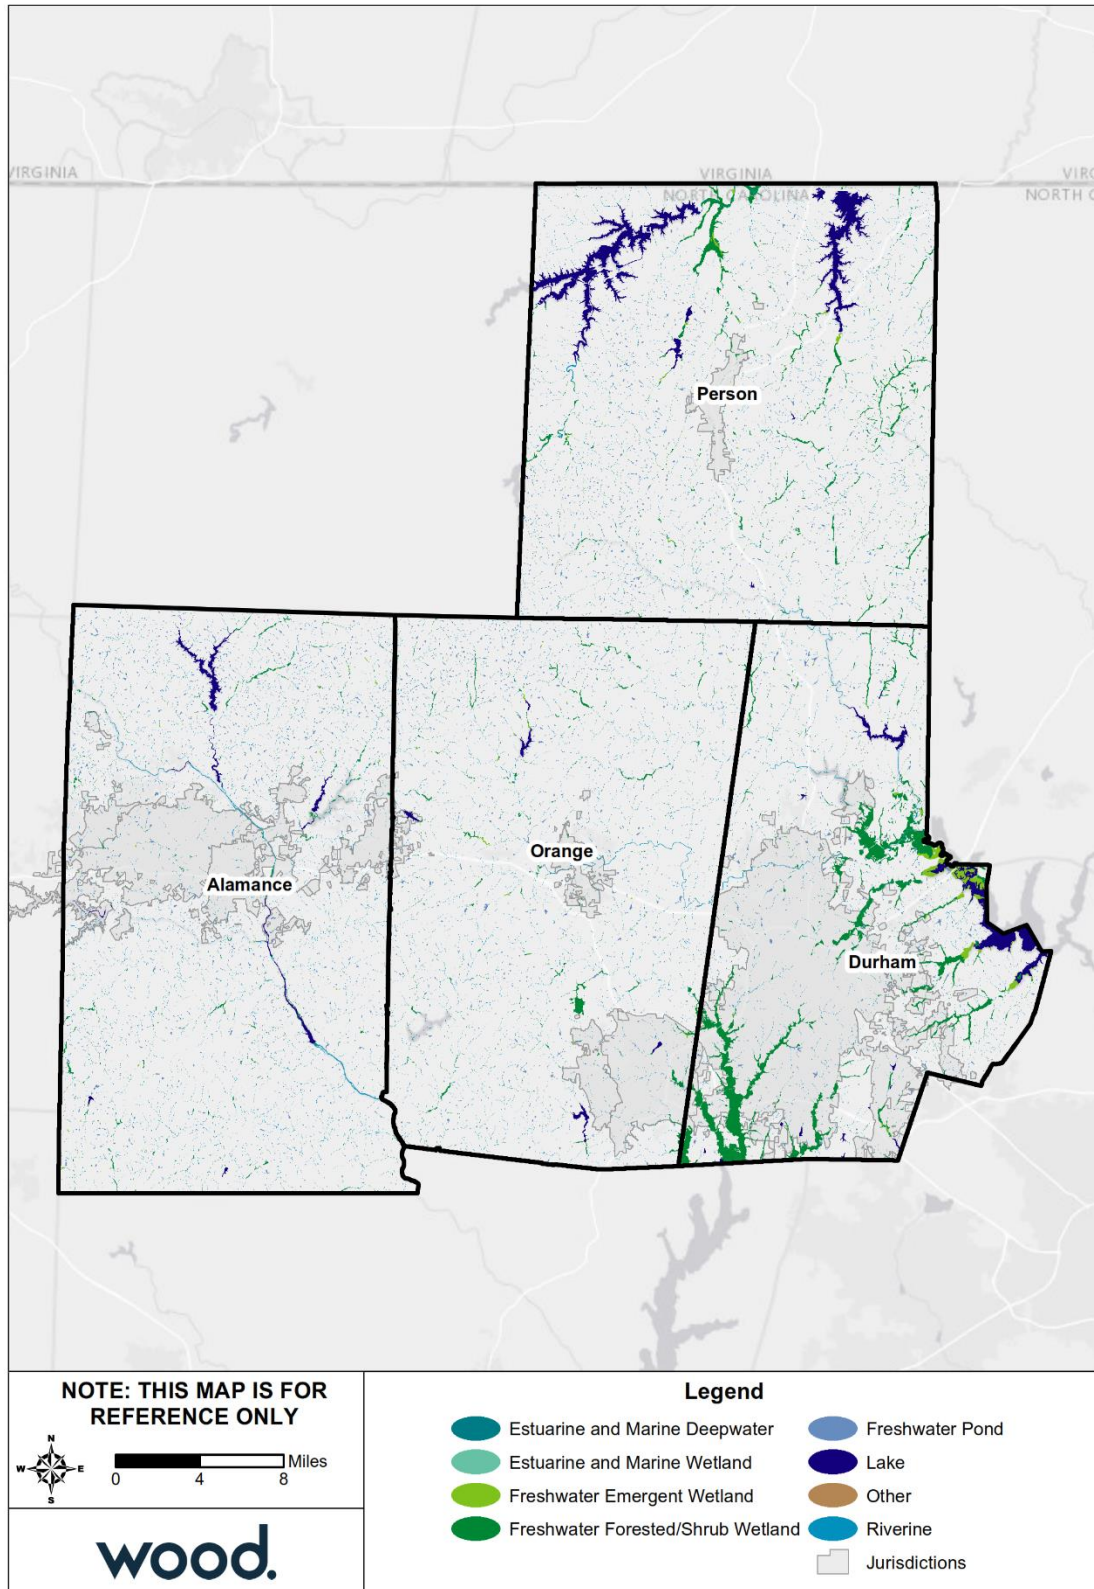 VIRGINIA
VIRGINIA
NORTH CAROLINA
VIRG
NORTH C
Person
Orange
Alamance
Durham
NOTE: THIS MAP IS FOR
REFERENCE ONLY
N
W E
S
Miles
0 4 8
wood.
Legend
Estuarine and Marine Deepwater
Estuarine and Marine Wetland
Freshwater Emergent Wetland
Freshwater Forested/Shrub Wetland
Freshwater Pond
Lake
Other
Riverine
Jurisdictions